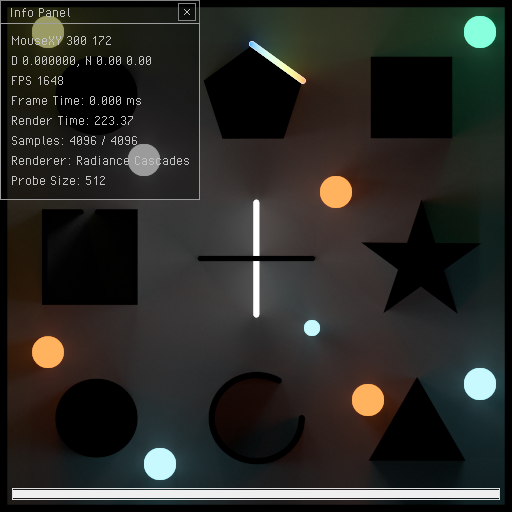 Info Panel
MouseXY 300 172
D 0.000000, N 0.00 0.00
FPS 1648
Frame Time: 0.000 ms
Render Time: 223.37
Samples: 4096 / 4096
Renderer: Radiance Cascades
Probe Size: 512